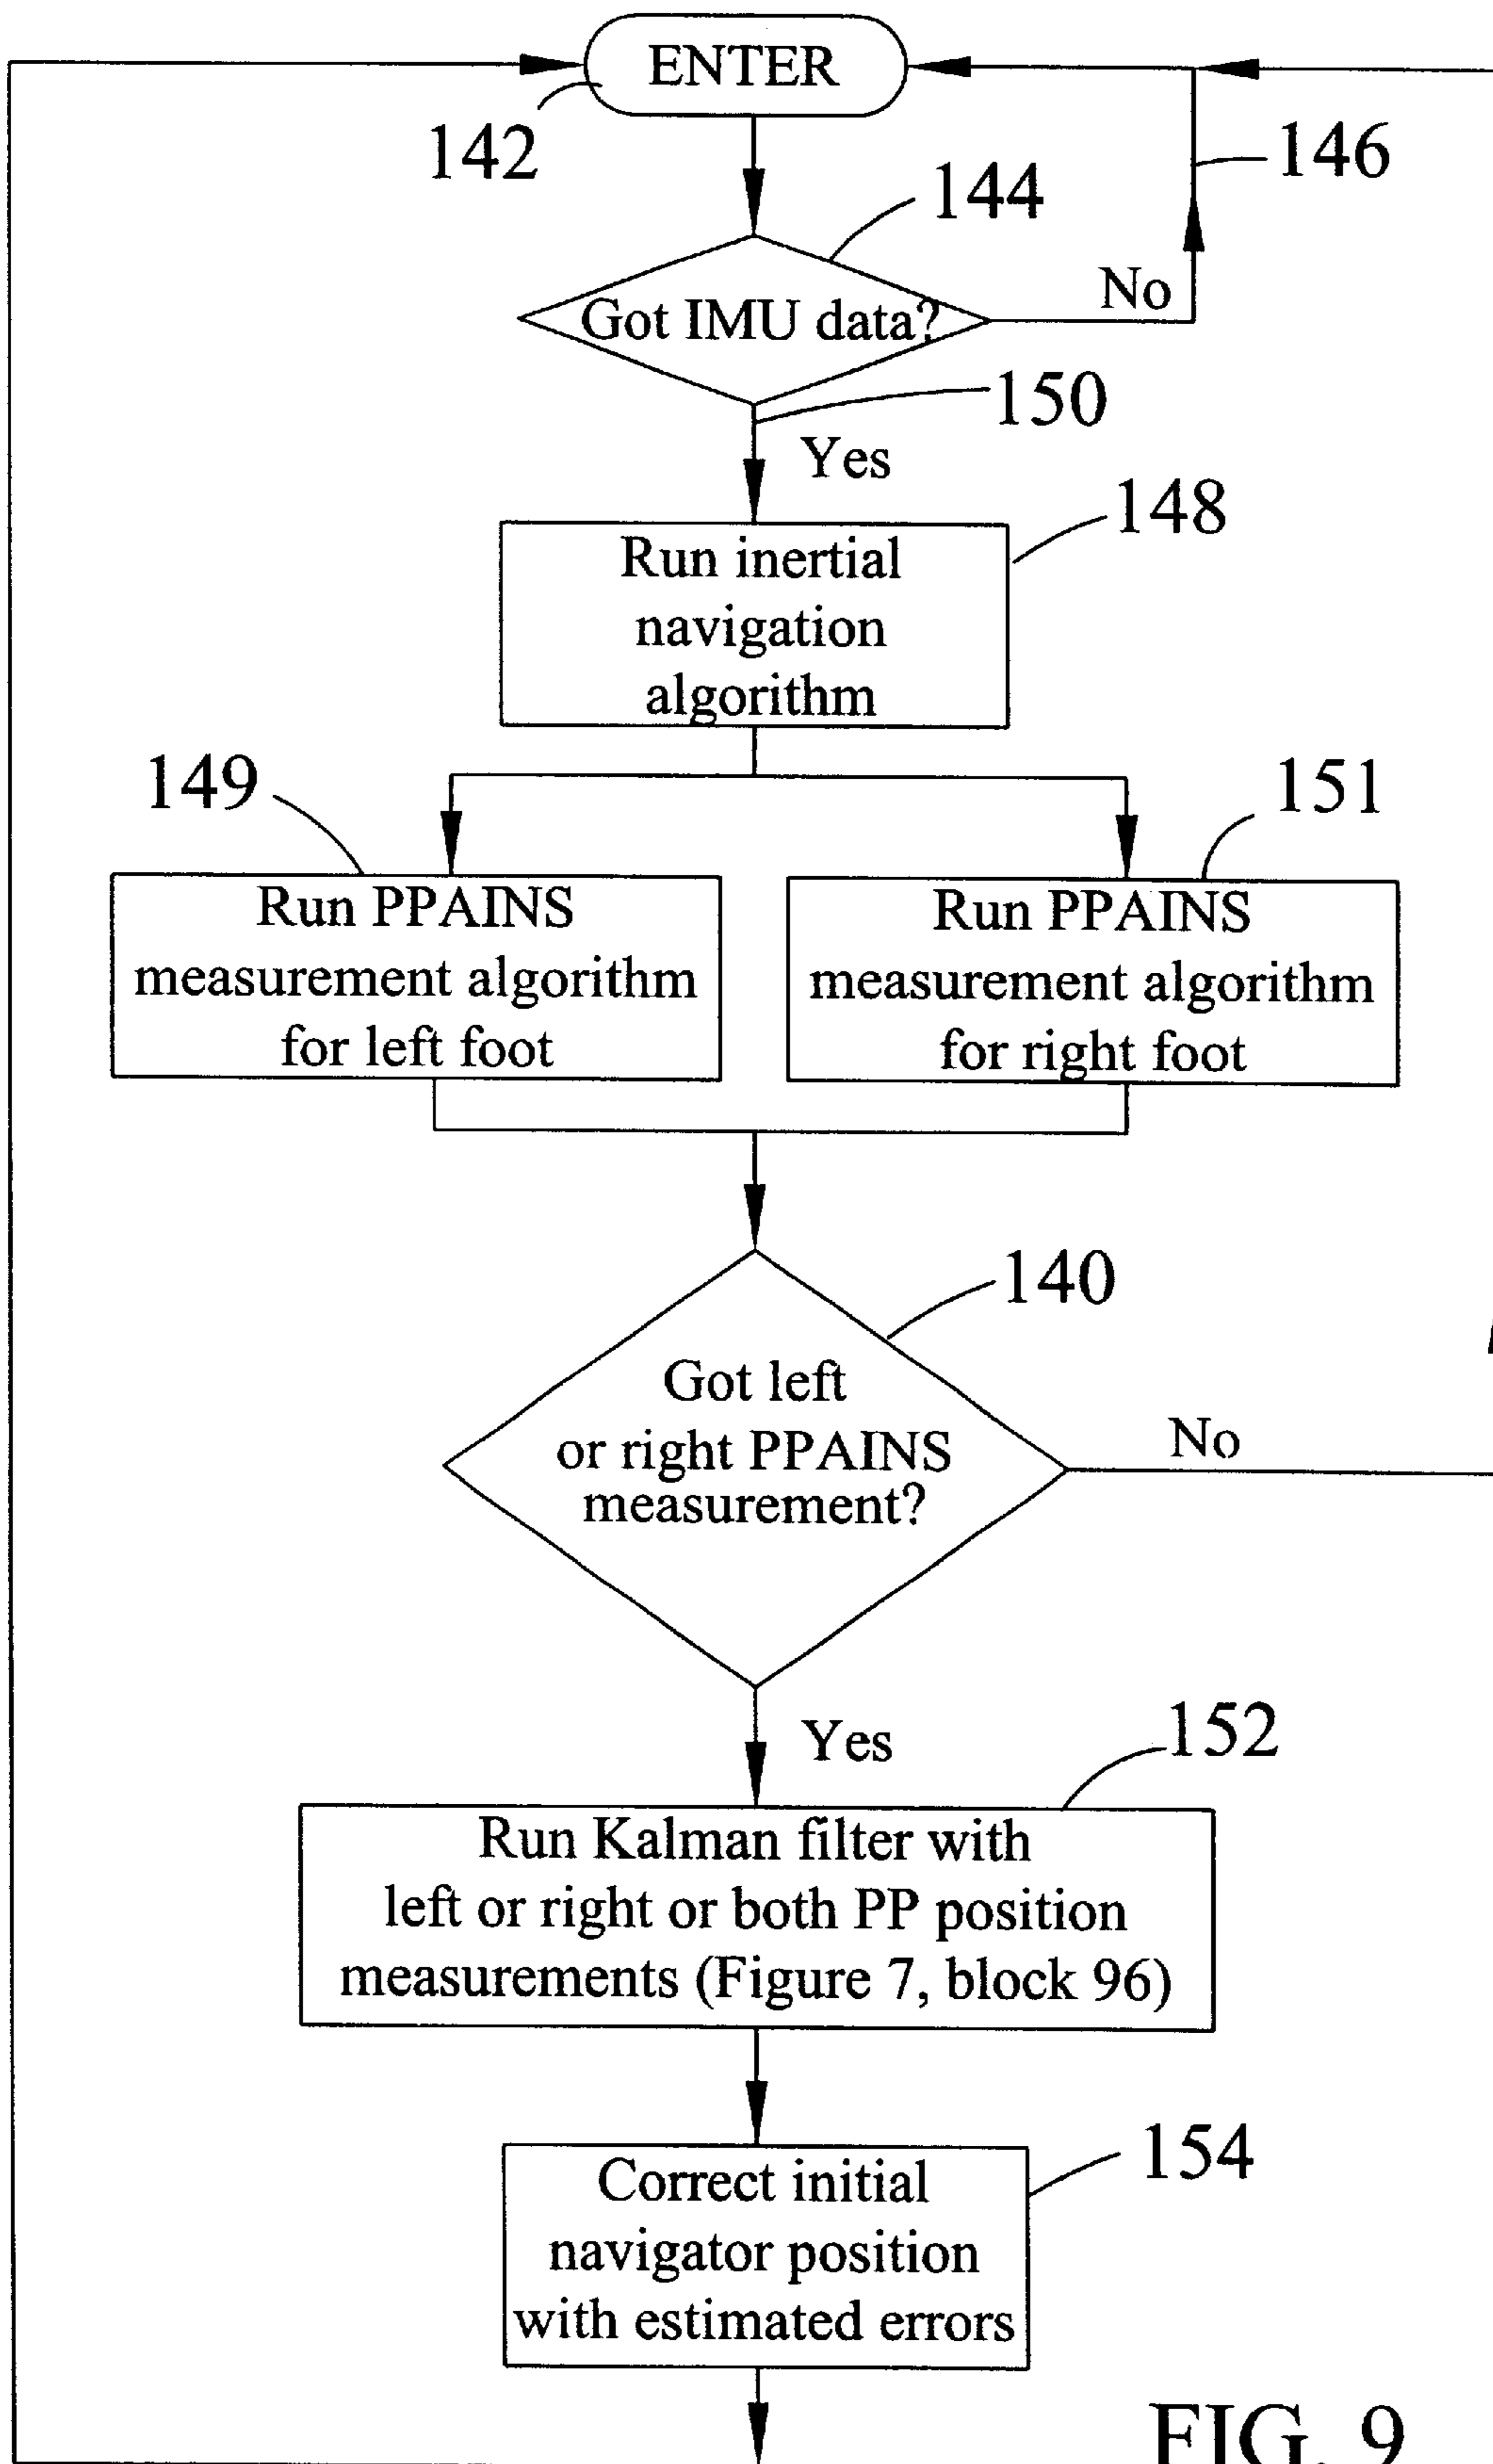 ENTER
142
146
144
No
Got IMU data?
150
Yes
148
Run inertial
navigation
algorithm
149
151
Run PPAINS
measurement algorithm
for left foot
Run PPAINS
measurement algorithm
for right foot
140
Got left
or right PPAINS
measurement?
No
Yes
152
Run Kalman filter with
left or right or both PP position
measurements (Figure 7, block 96)
154
Correct initial
navigator position
with estimated errors
FIG. 9